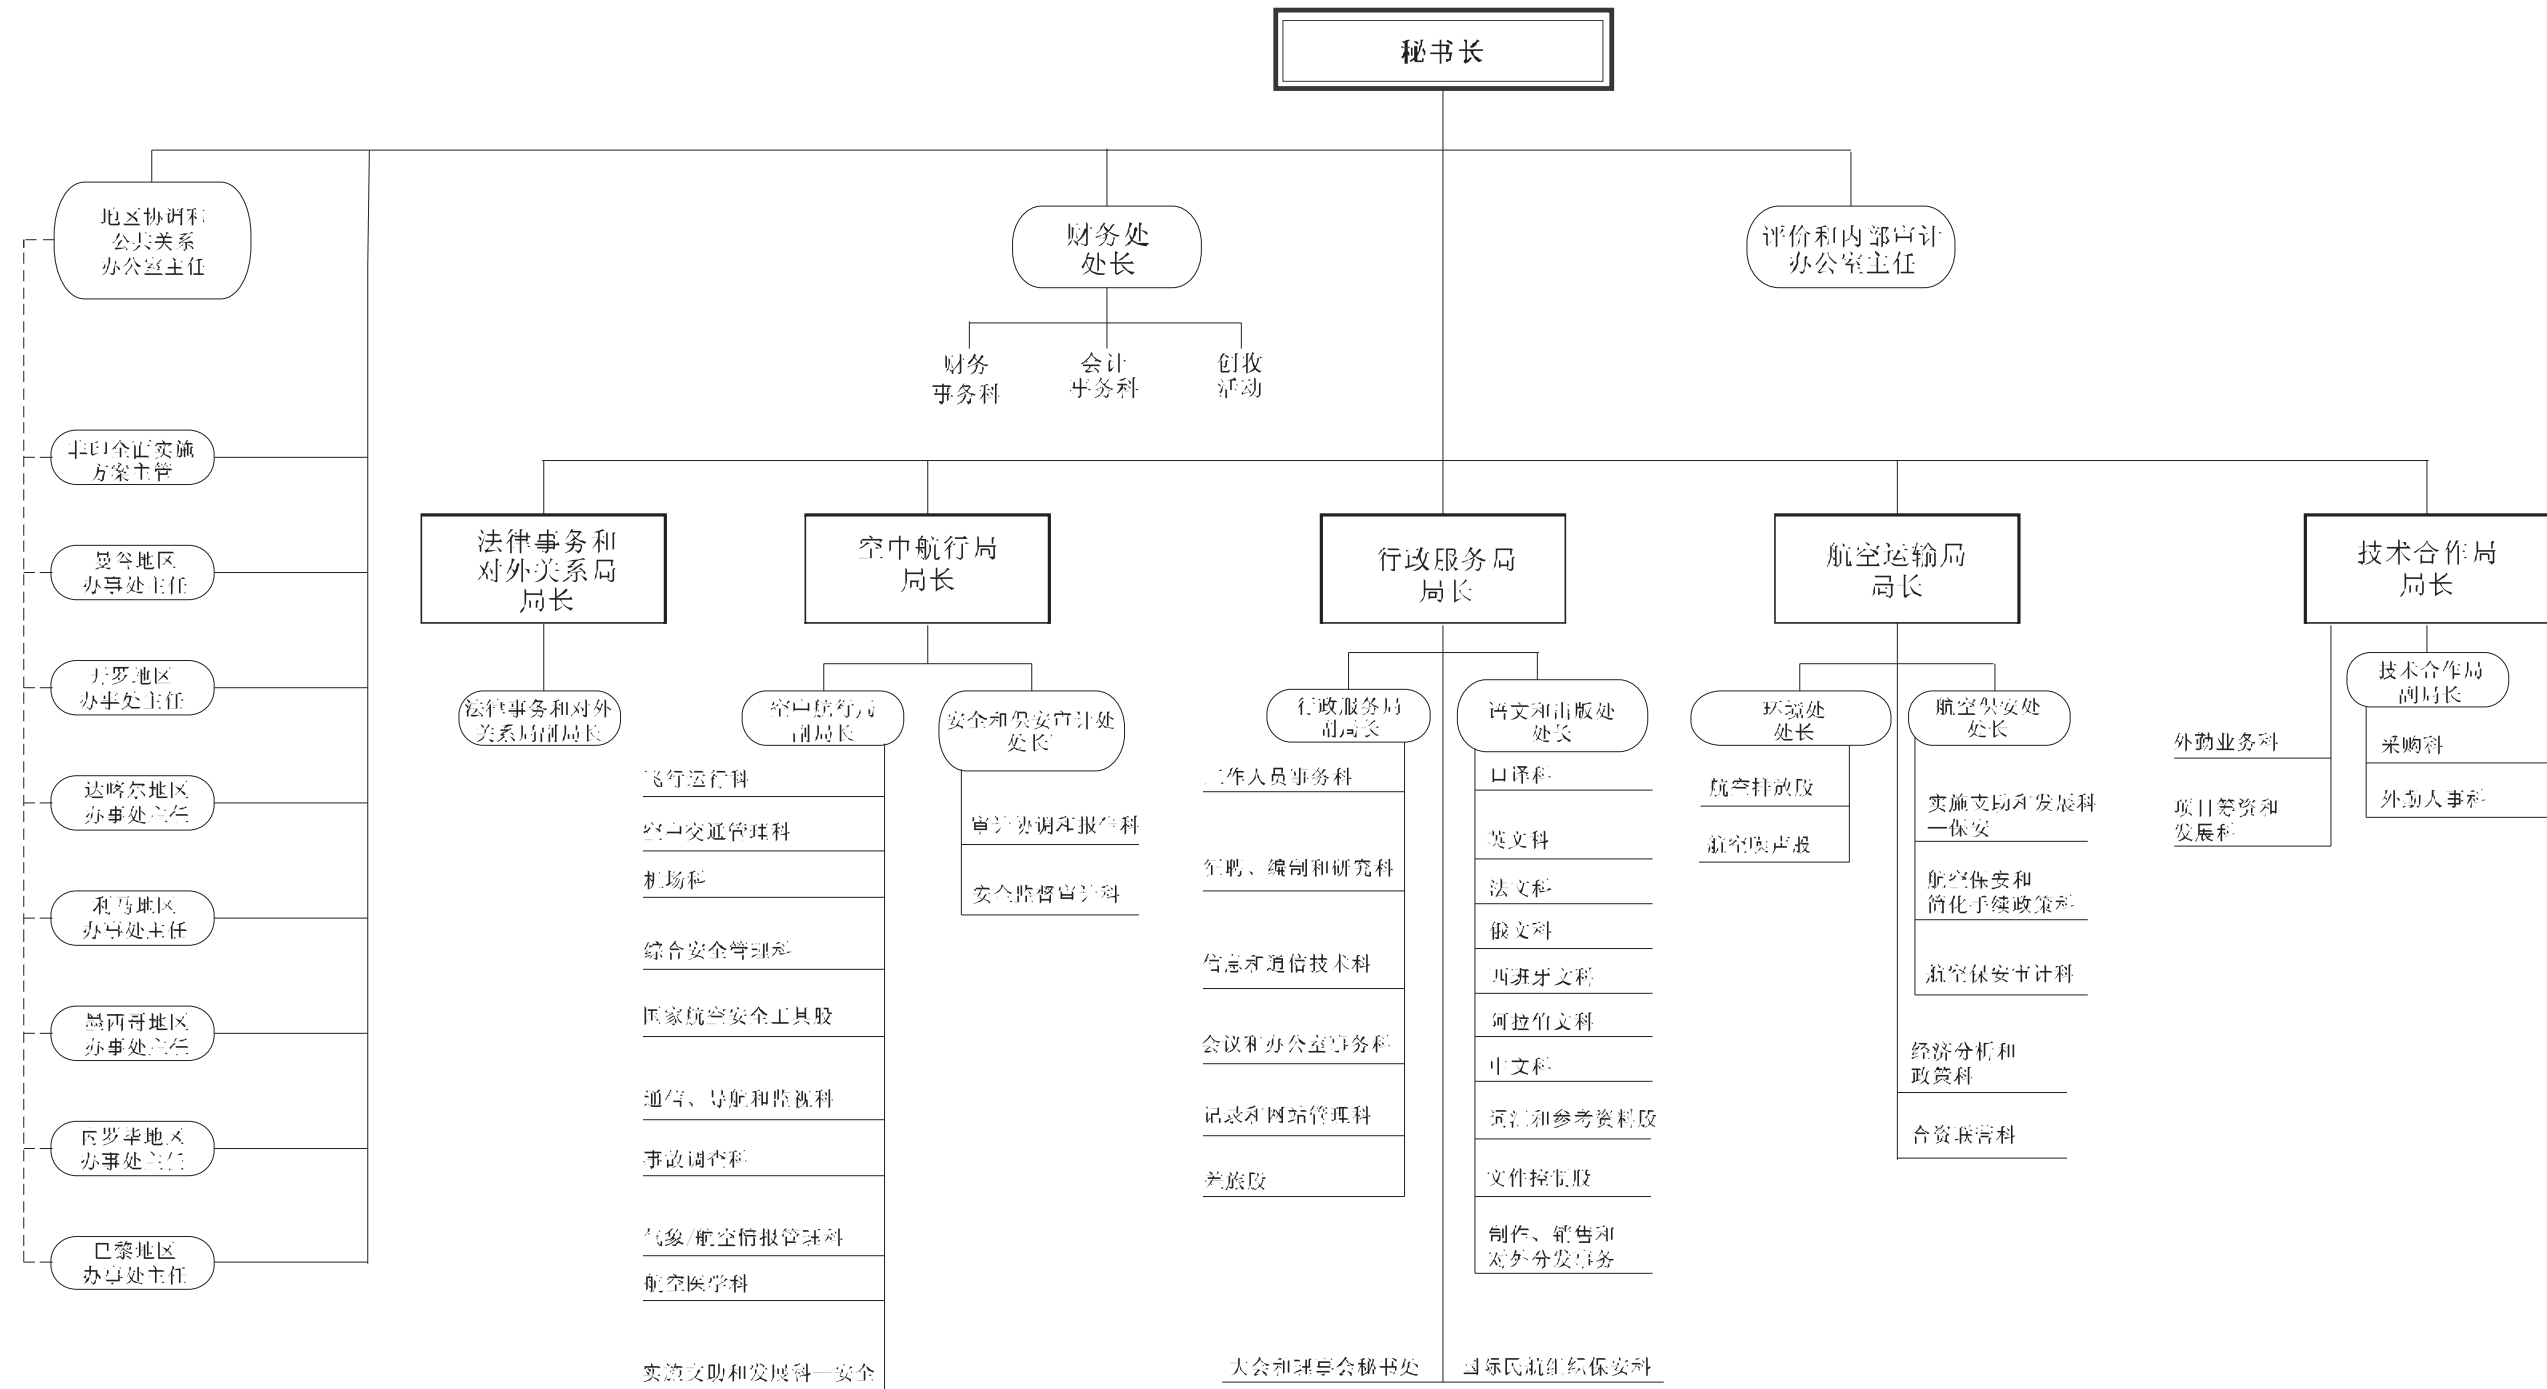 秘书长
地区协调和
公共关系
办公室主任
财务处
处长
评价和内部审计
办公室主任
财务
事务科
会计
事务科
创收
活动
非印全面实施
方案主管
曼谷地区
办事处主任
开罗地区
办事处主任
达喀尔地区
办事处主任
利马地区
办事处主任
墨西哥地区
办事处主任
内罗毕地区
办事处主任
巴黎地区
办事处主任
法律事务和
对外关系局
局长
空中航行局
局长
行政服务局
局长
航空运输局
局长
技术合作局
局长
法律事务和对外
关系局副局长
空中航行局
副局长
安全和保安审计处
处长
行政服务局
副局长
语文和出版处
处长
环境处
处长
航空保安处
处长
技术合作局
副局长
飞行运行科
空中交通管理科
机场科
综合安全管理科
国家航空安全工具股
通信、导航和监视科
事故调查科
气象/航空情报管理科
航空医学科
实施支助和发展科—安全
审计协调和报告科
安全监督审计科
工作人员事务科
征聘、编制和研究科
信息和通信技术科
会议和办公室事务科
记录和网站管理科
差旅股
口译科
英文科
法文科
俄文科
西班牙文科
阿拉伯文科
中文科
词汇和参考资料股
文件控制股
制作、销售和
对外分发事务
大会和理事会秘书处
国际民航组织保安科
航空排放股
航空噪声股
实施支助和发展科
—保安
航空保安和
简化手续政策科
航空保安审计科
经济分析和
政策科
合资联营科
外勤业务科
项目筹资和
发展科
采购科
外勤人事科